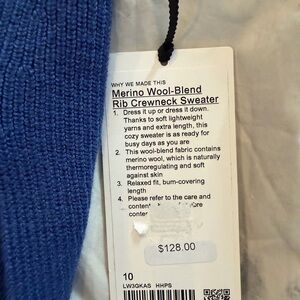 WHY WE MADE THIS
Merino Wool-Blend
Rib Crewneck Sweater
1. Dress it up or dress it down.
Thanks to soft lightweight
yarns and extra length, this
cozy sweater is as ready for
busy days as you are
2. This wool-blend fabric contains
merino wool, which is naturally
thermoregulating and soft
against skin
3. Relaxed fit, bum-covering
length
4. Please refer to the care and
$128.00
10
LW3GKAS HHPS